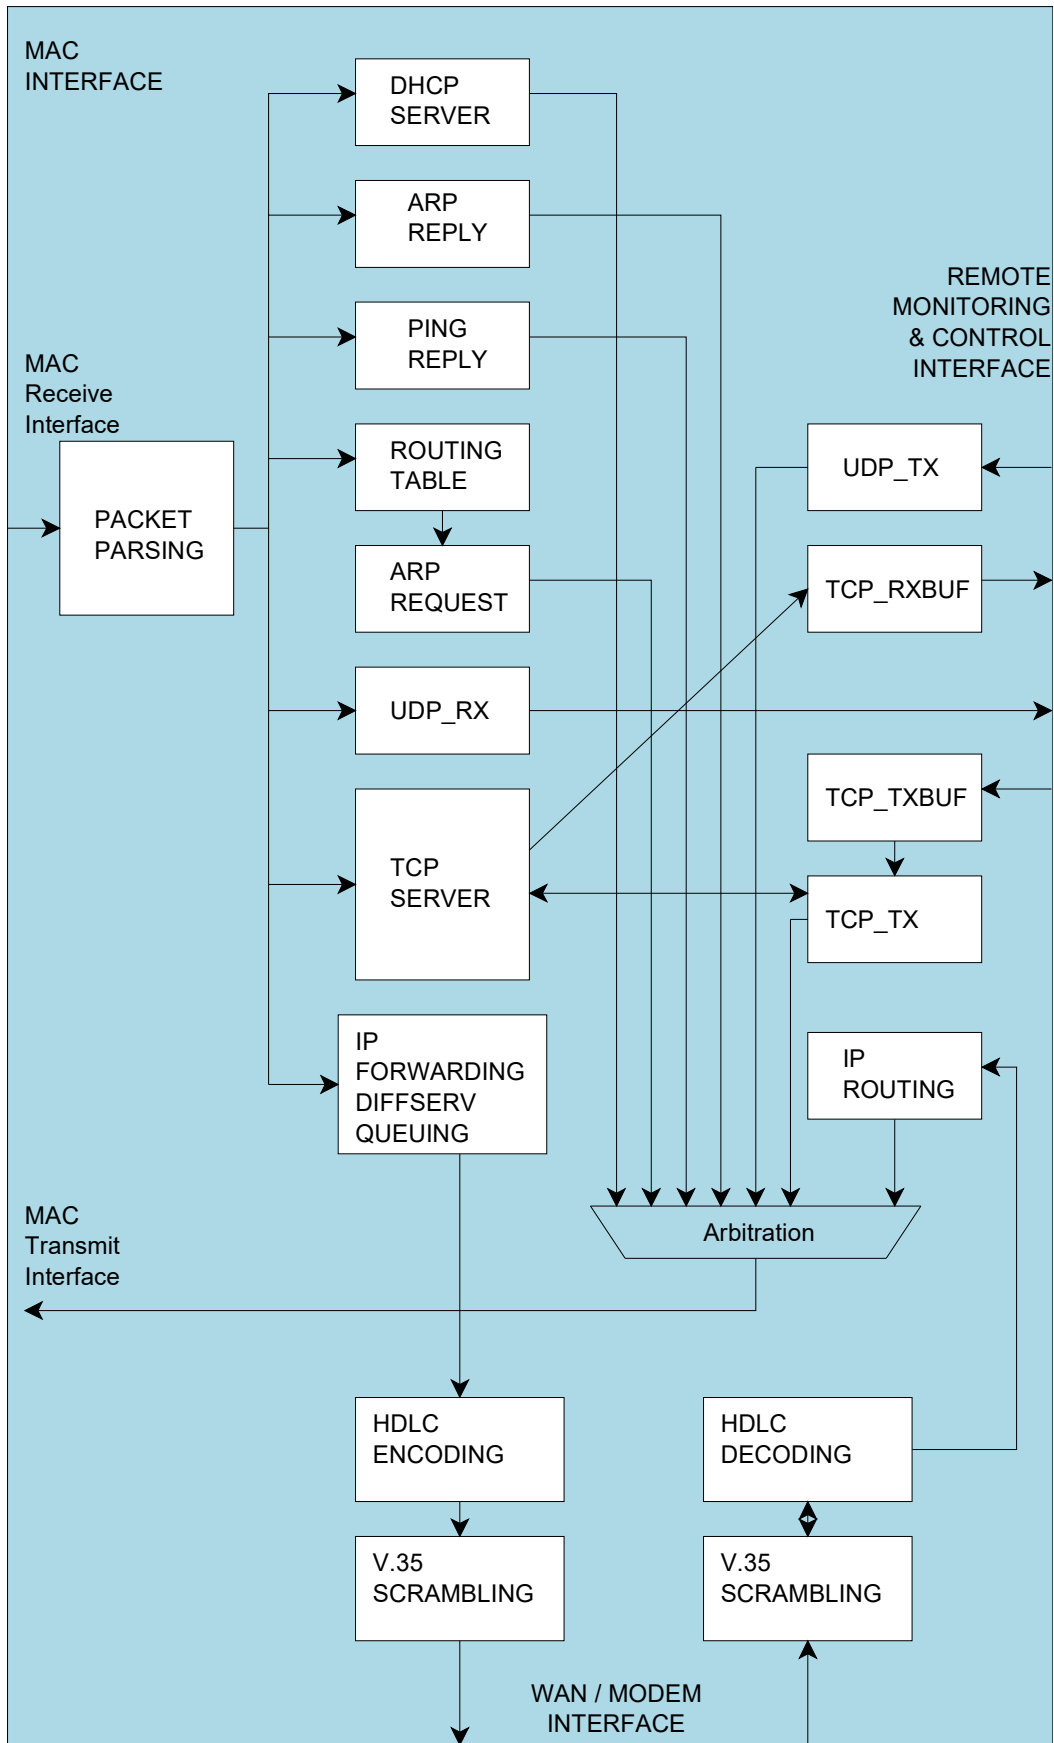 MAC
INTERFACE
DHCP
SERVER
ARP
REPLY
REMOTE
MONITORING
& CONTROL
INTERFACE
PING
REPLY
MAC
Receive
Interface
ROUTING
TABLE
UDP_TX
PACKET
PARSING
ARP
REQUEST
TCP_RXBUF
UDP_RX
TCP_TXBUF
TCP
SERVER
TCP_TX
IP
FORWARDING
DIFFSERV
QUEUING
IP
ROUTING
MAC
Transmit
Interface
Arbitration
HDLC
ENCODING
HDLC
DECODING
V.35
SCRAMBLING
V.35
SCRAMBLING
WAN / MODEM
INTERFACE